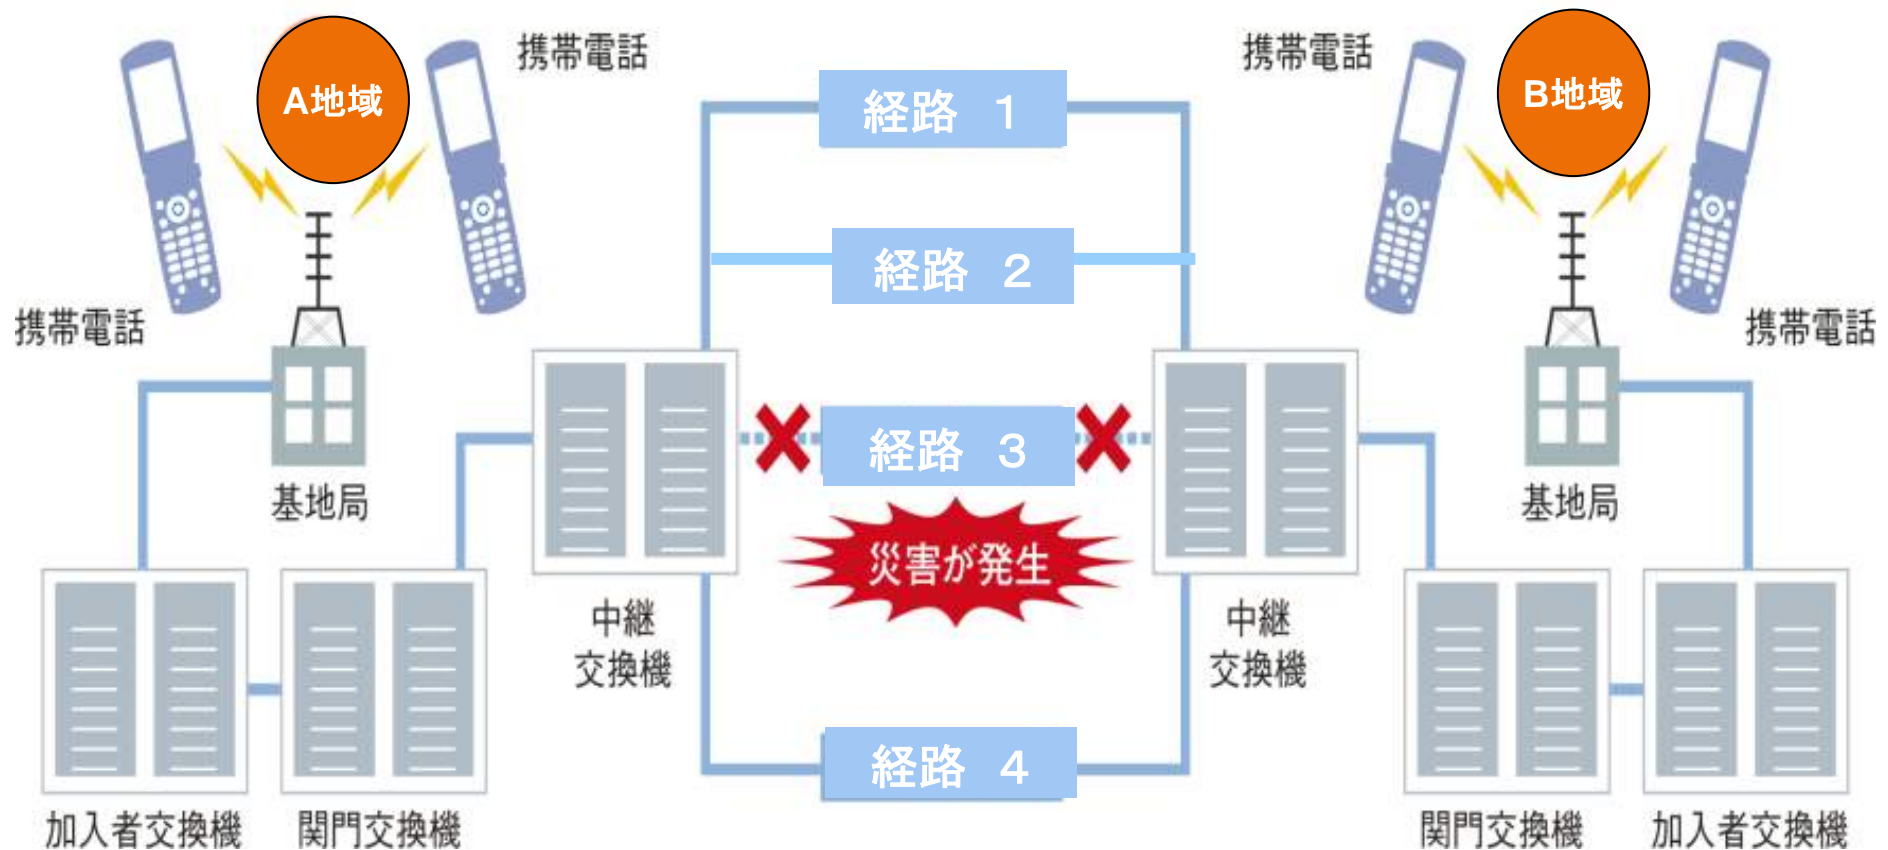 携帯電話
A地域
携帯電話
経路 1
携帯電話
B地域
経路 2
携帯電話
携帯電話
経路 3
基地局
基地局
災害が発生
中継
交換機
中継
交換機
経路 4
加入者交換機
関門交換機
関門交換機
加入者交換機